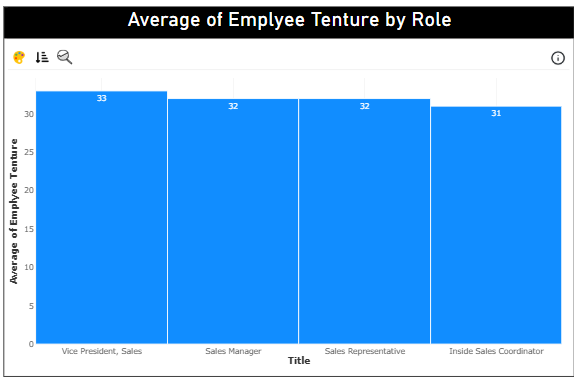 Average of Emplyee Tenture by Role
33
32
32
31
30
25
20
15
10
5
0
Average of Emplyee Tenture
Vice President, Sales
Sales Manager
Sales Representative
Inside Sales Coordinator
Title